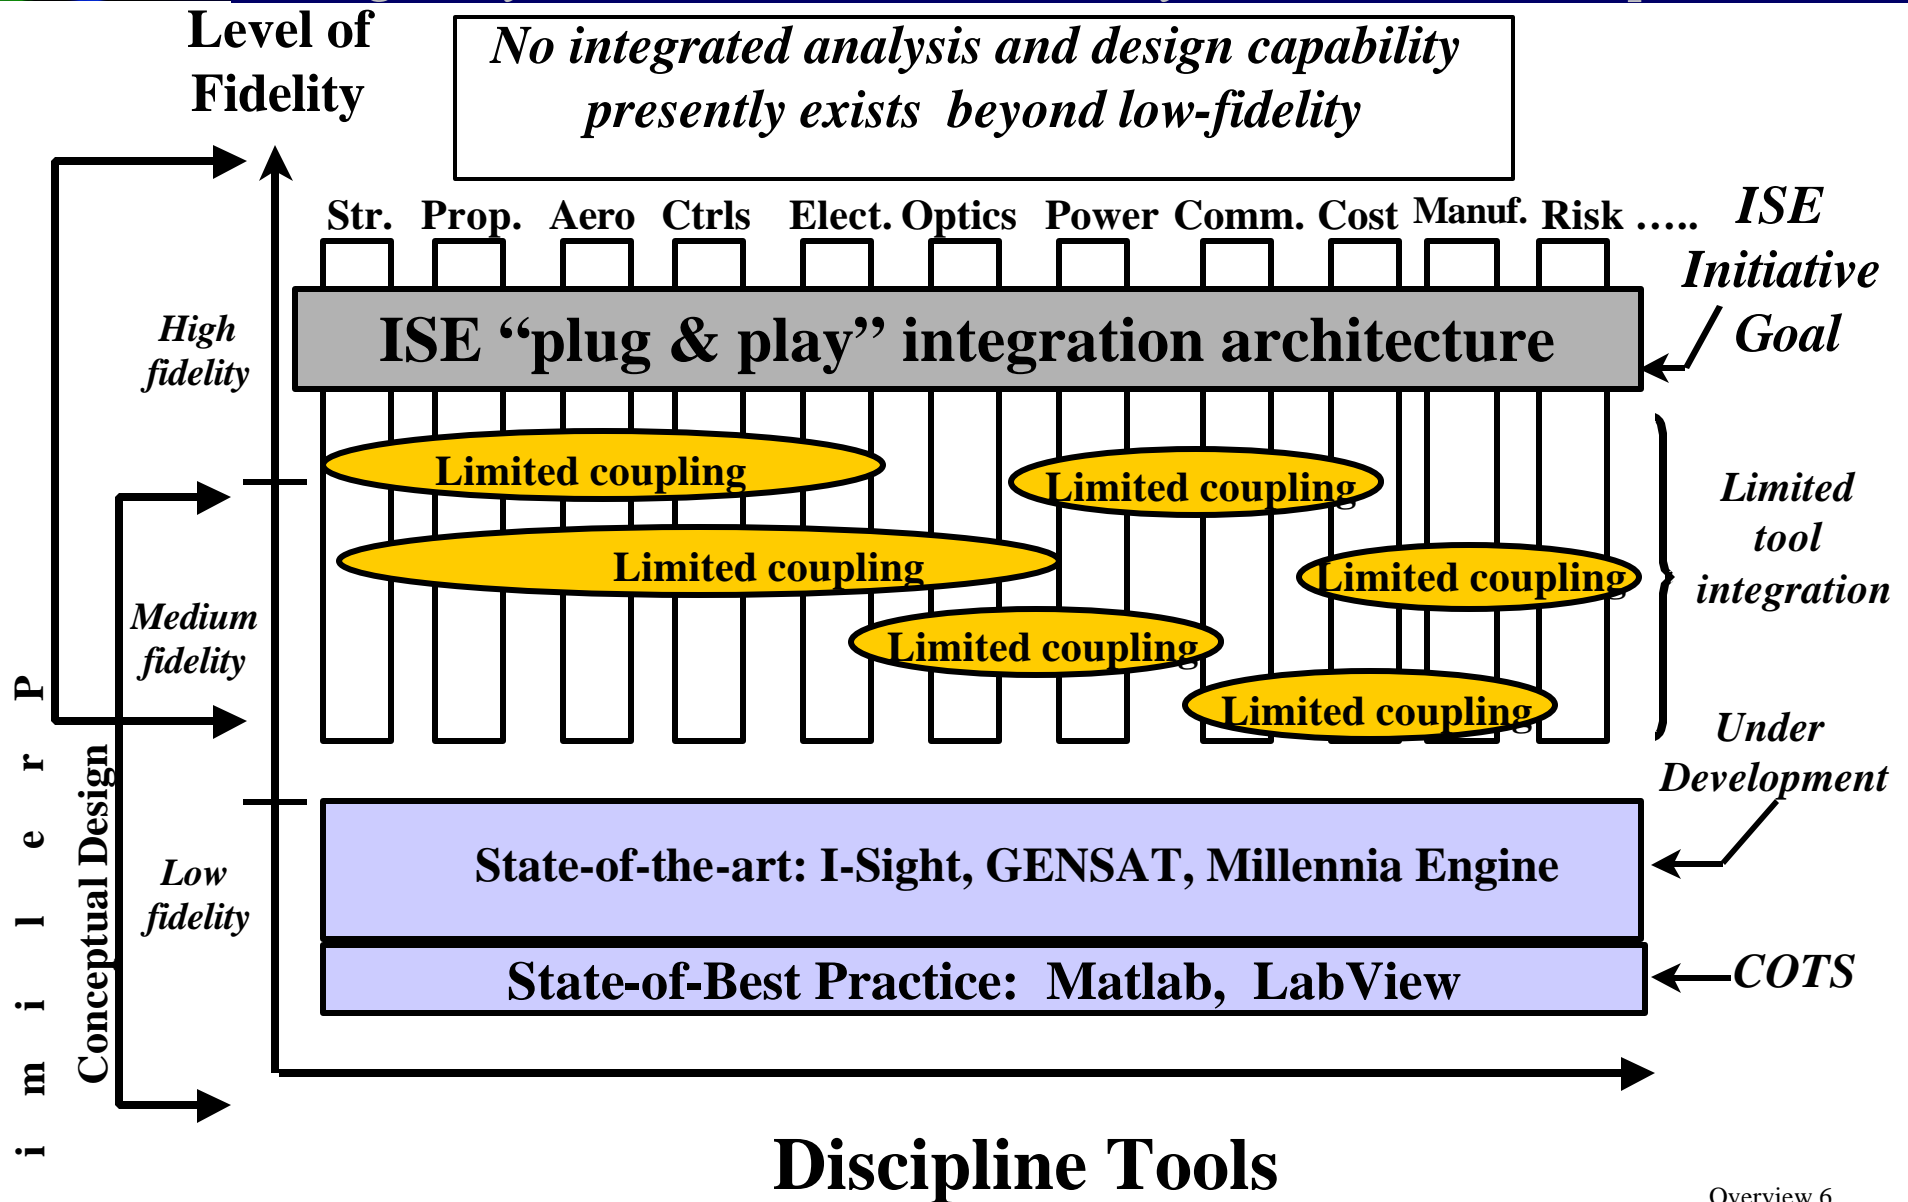 Level of
Fidelity
No integrated analysis and design capability
presently exists beyond low-fidelity
Str. Prop. Aero Ctrls Elect. Optics Power Comm. Cost Manuf. Risk …..
ISE
Initiative
Goal
ISE “plug & play” integration architecture
High
fidelity
Limited coupling
Limited coupling
Limited coupling
Limited coupling
Limited coupling
Limited coupling
Limited
tool
integration
Medium
fidelity
Under
Development
State-of-the-art: I-Sight, GENSAT, Millennia Engine
Low
fidelity
State-of-Best Practice: Matlab, LabView
COTS
Conceptual Design
P
r
e
l
i
m
i
Discipline Tools
Overview 6